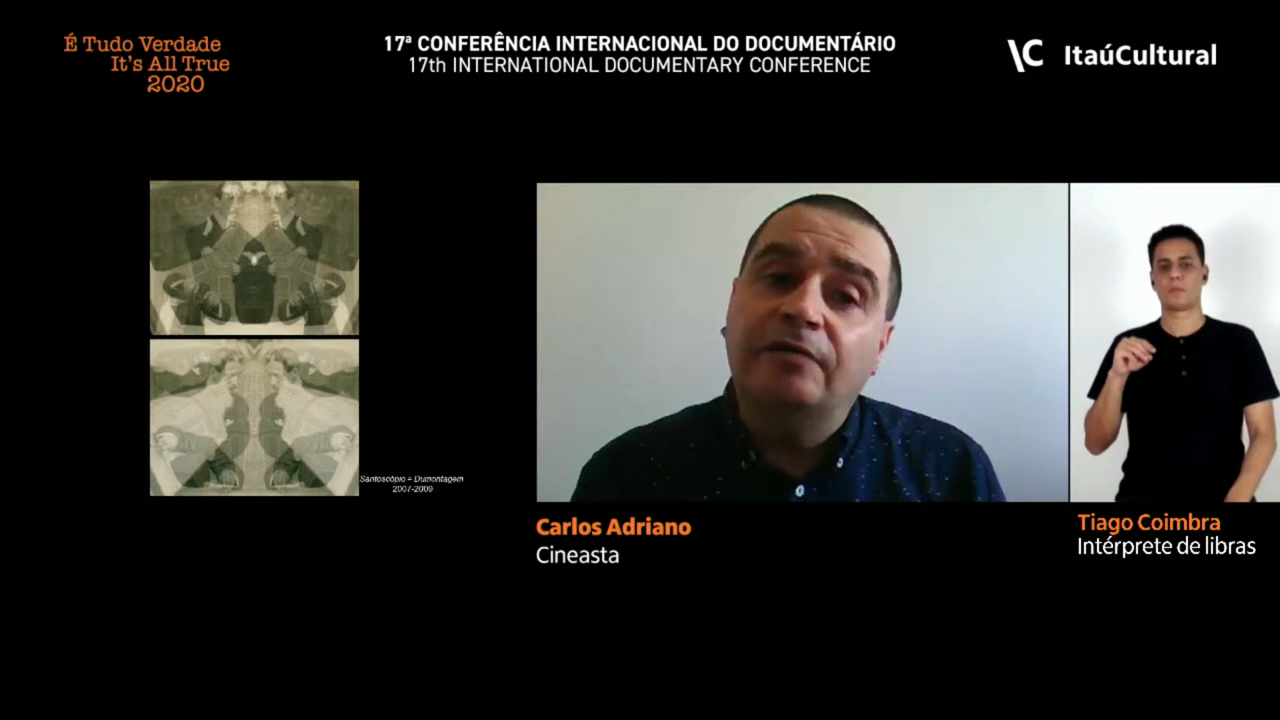 É Tudo Verdade
It's All True
2020
17ª CONFERÊNCIA INTERNACIONAL DO DOCUMENTÁRIO
17th INTERNATIONAL DOCUMENTARY CONFERENCE
ItaúCultural
Santoscópio = Dumontagem
2007-2009
Carlos Adriano
Cineasta
Tiago Coimbra
Intérprete de libras